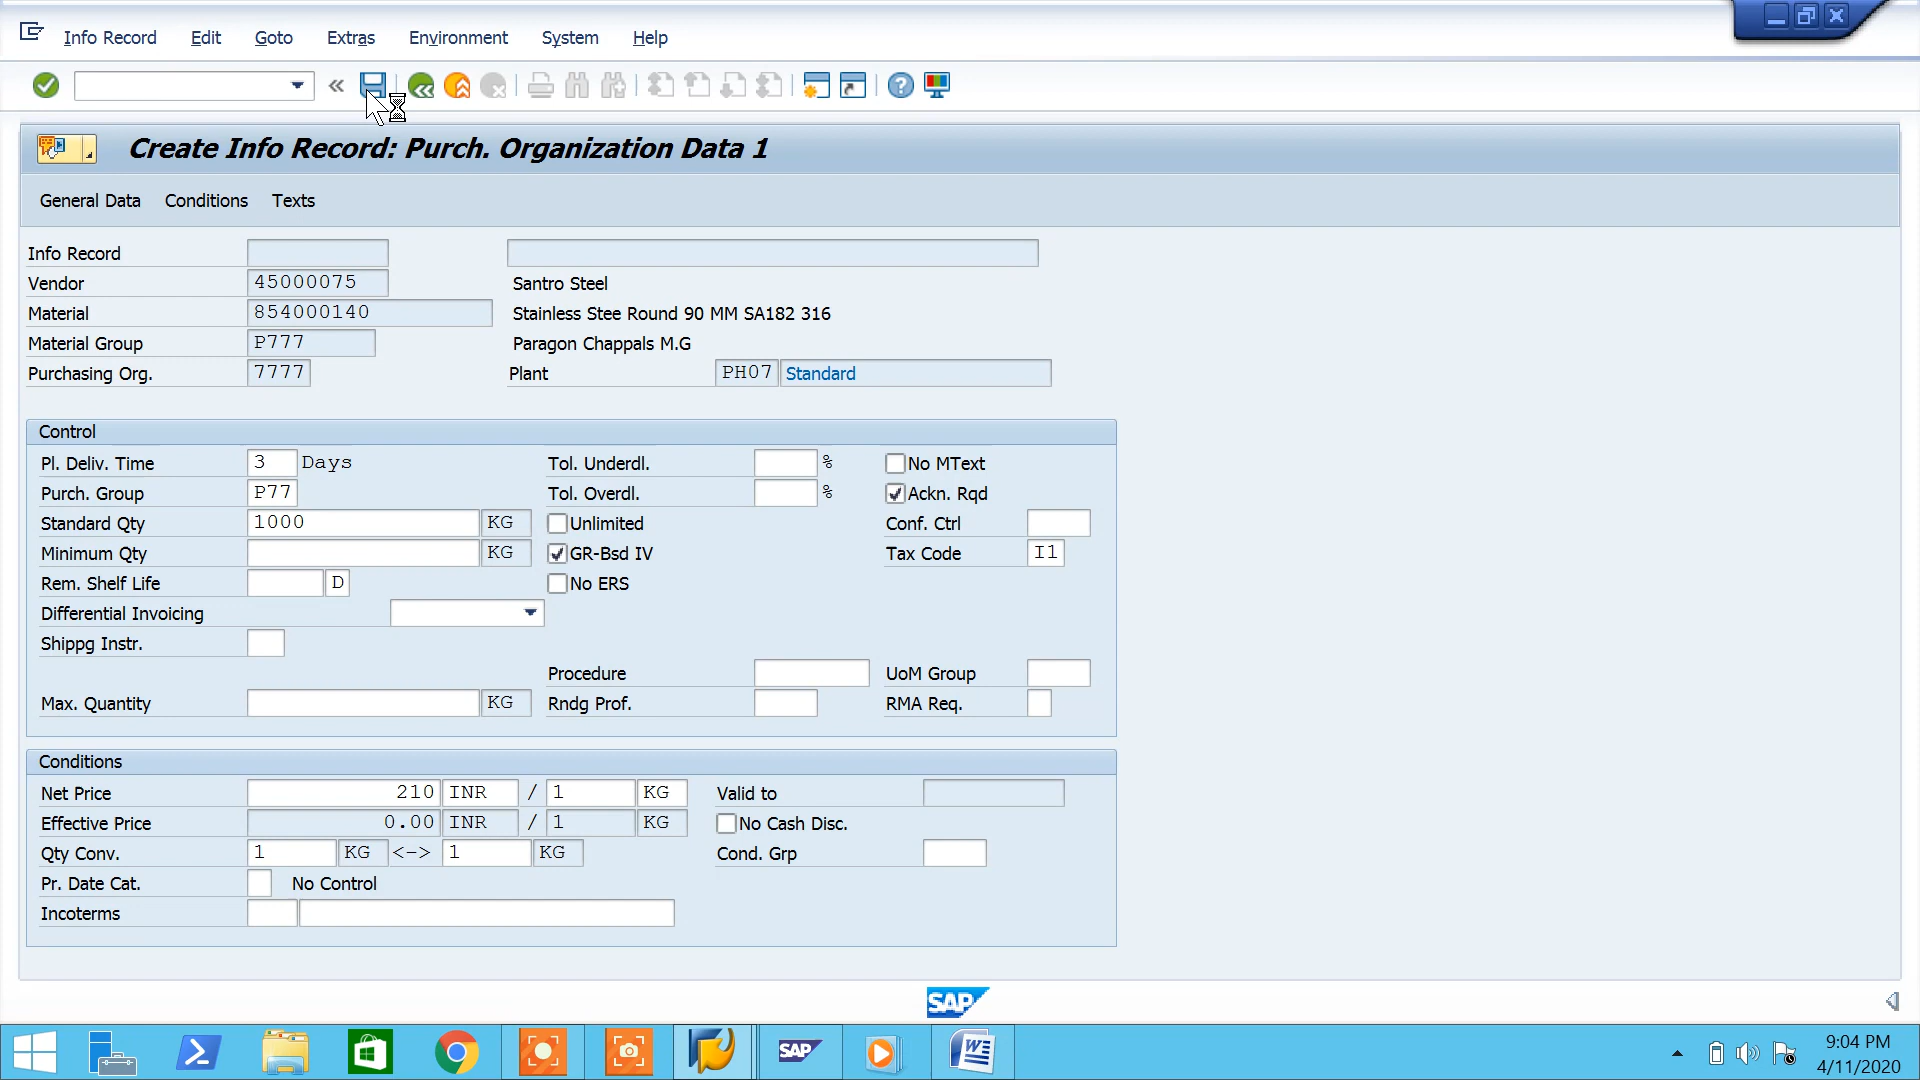 Info Record Edit Goto Extras Environment System Help
Create Info Record: Purch. Organization Data 1
General Data Conditions Texts
Info Record
Vendor 45000075 Santro Steel
Material 854000140 Stainless Stee Round 90 MM SA182 316
Material Group P777 Paragon Chappals M.G
Purchasing Org. 7777 Plant PH07 Standard
Control
Pl. Deliv. Time 3 Days Tol. Underdl. % No MText
Purch. Group P77 Tol. Overdl. % Ackn. Rqd
Standard Qty 1000 KG Unlimited Conf. Ctrl
Minimum Qty KG GR-Bsd IV Tax Code I1
Rem. Shelf Life D No ERS
Differential Invoicing
Shippg Instr.
Procedure UoM Group
Max. Quantity KG Rndg Prof. RMA Req.
Conditions
Net Price 210 INR / 1 KG Valid to
Effective Price 0.00 INR / 1 KG No Cash Disc.
Qty Conv. 1 KG <-> 1 KG Cond. Grp
Pr. Date Cat. No Control
Incoterms
SAP
SAP
9:04 PM
4/11/2020